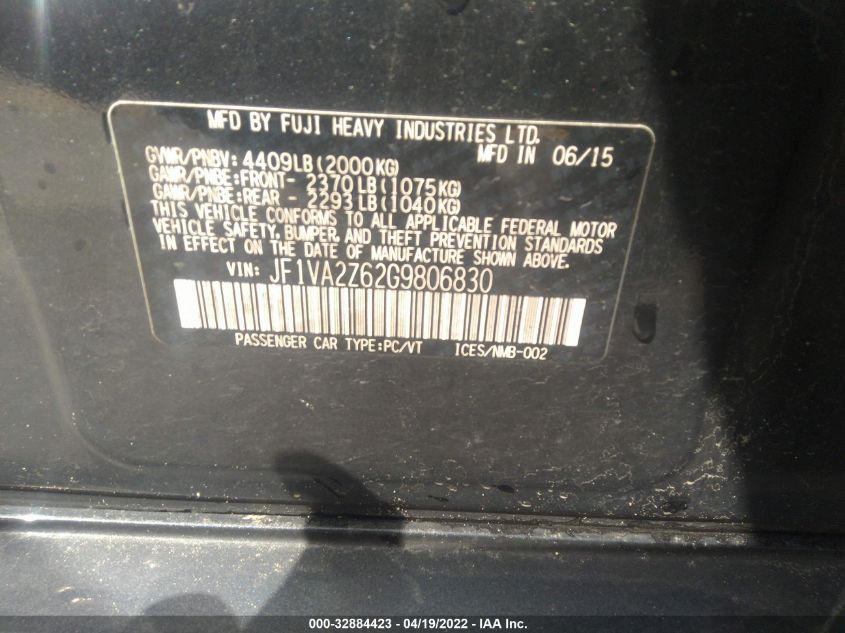 MFD BY FUJI HEAVY INDUSTRIES LTD.
MFD IN 06/15
GVWR/PNBV: 4409LB (2000KG)
GAWR/PNBE:FRONT- 2370LB (1075KG)
GAWR/PNBE:REAR - 2293LB (1040KG)
THIS VEHICLE CONFORMS TO ALL APPLICABLE FEDERAL MOTOR
VEHICLE SAFETY, BUMPER, AND THEFT PREVENTION STANDARDS
IN EFFECT ON THE DATE OF MANUFACTURE SHOWN ABOVE.
VIN: JF1VA2Z62G9806830
PASSENGER CAR TYPE:PC/VT ICES/NMB-002
000-32884423 - 04/19/2022 - IAA Inc.